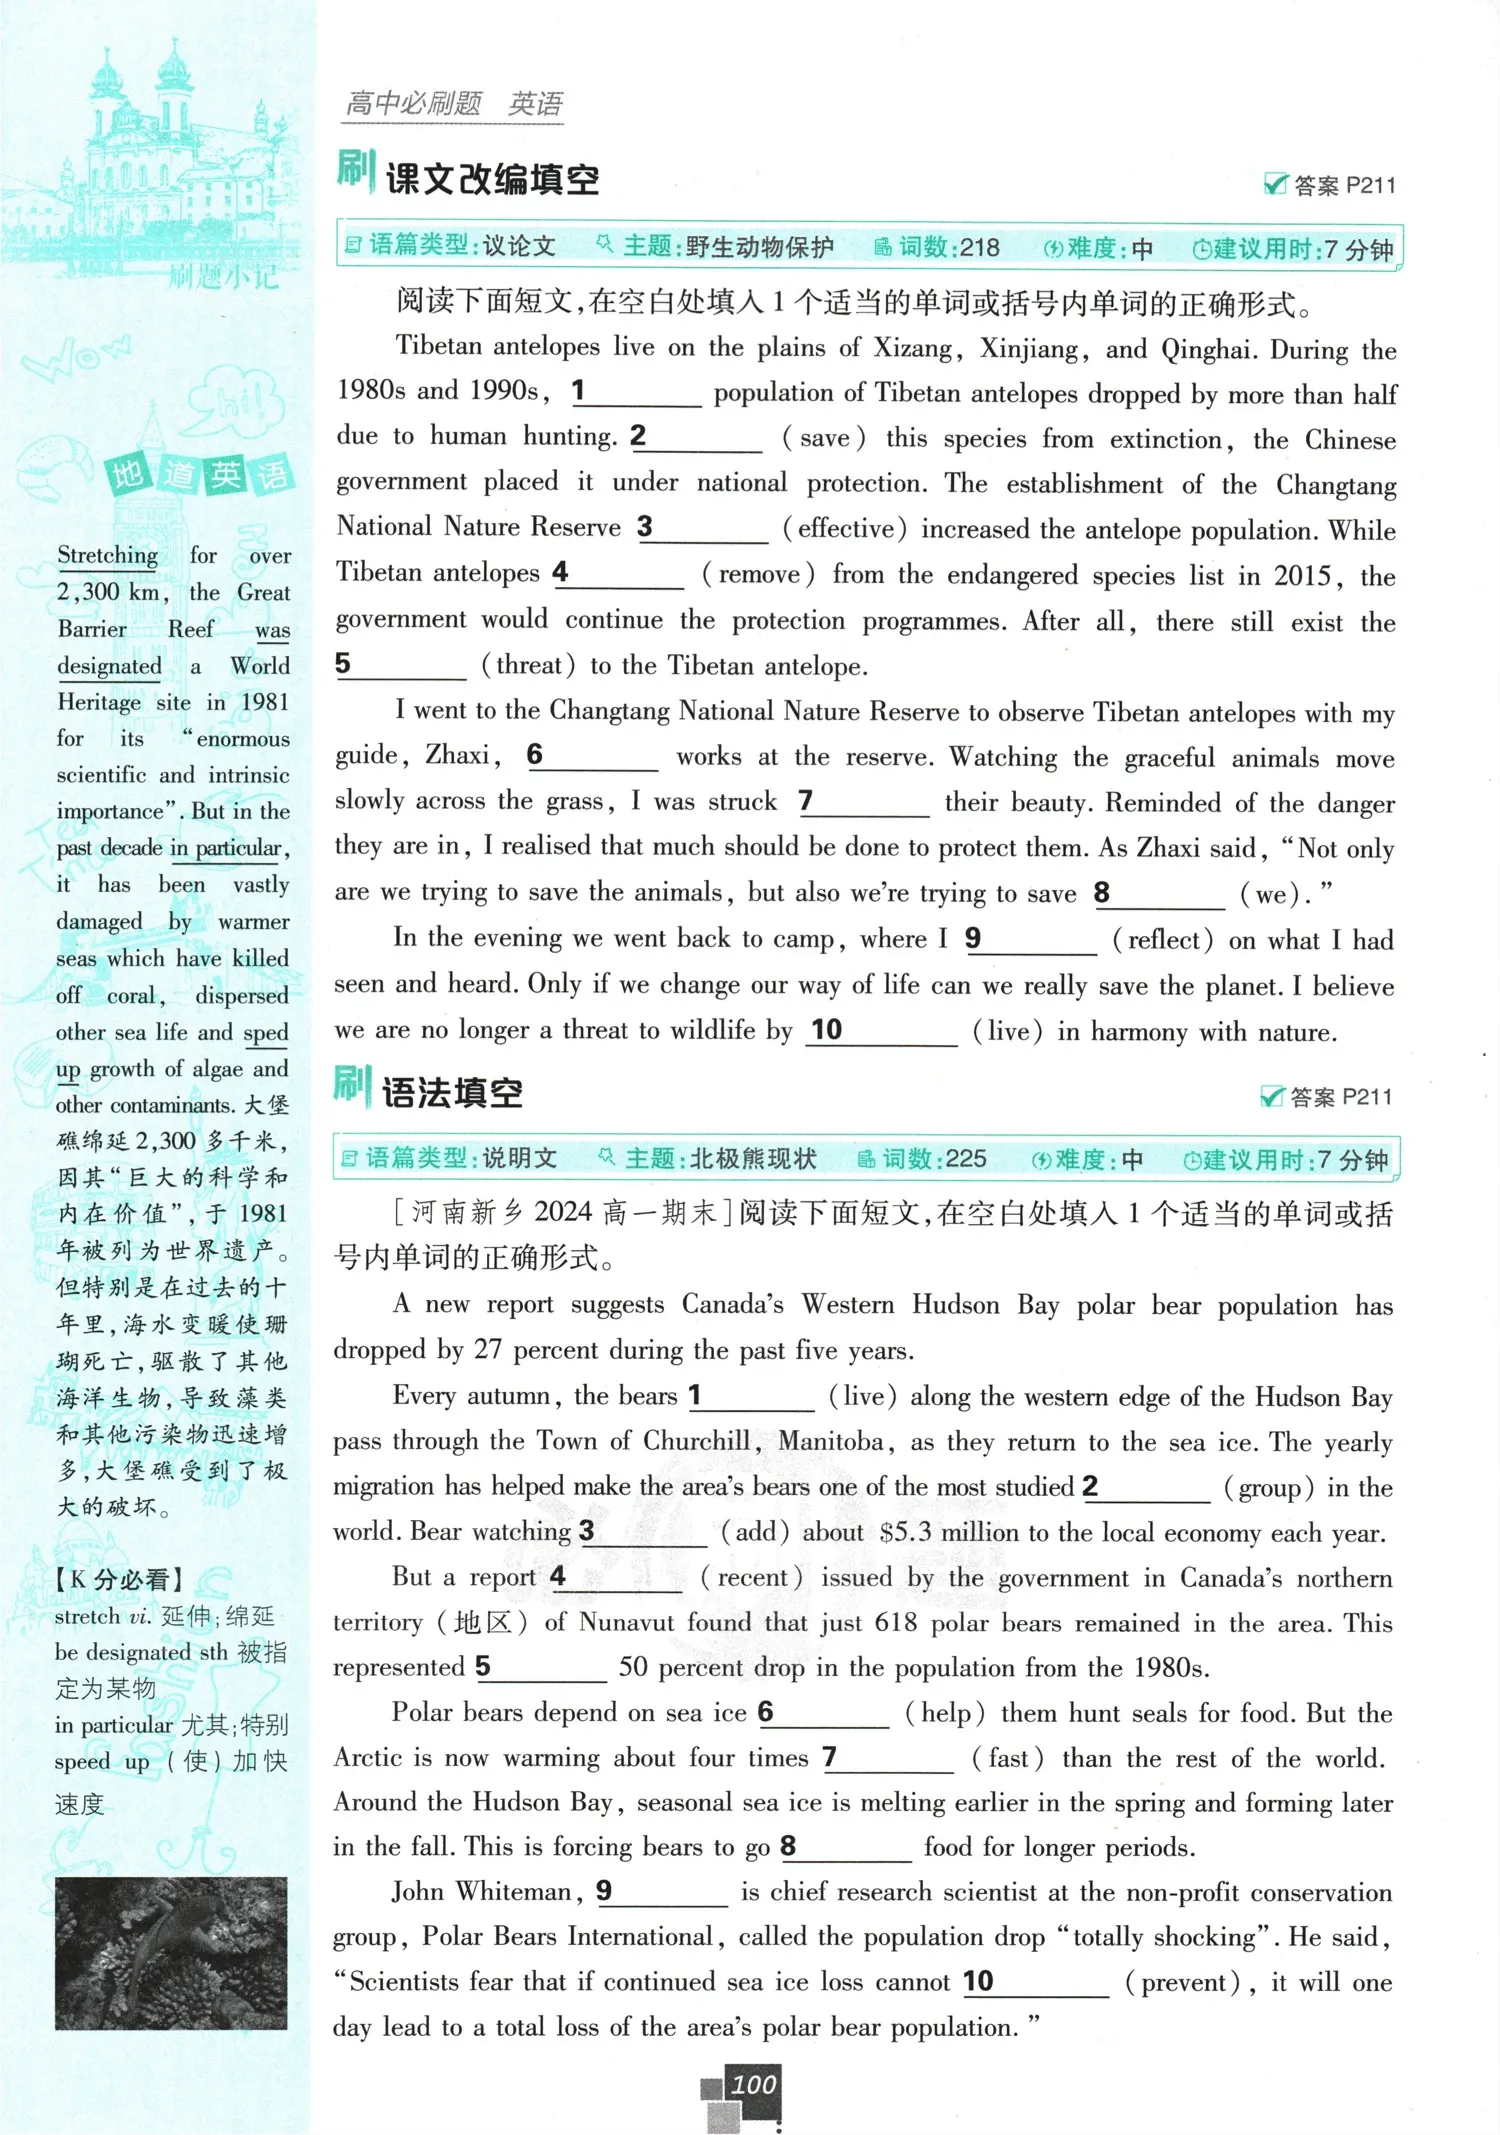 高中必刷题 英语
刷 课文改编填空
答案 P211
语篇类型:议论文 主题:野生动物保护 词数:218 难度:中 建议用时:7 分钟
阅读下面短文,在空白处填入 1 个适当的单词或括号内单词的正确形式。
Tibetan antelopes live on the plains of Xizang, Xinjiang, and Qinghai. During the
1980s and 1990s, 1 ________ population of Tibetan antelopes dropped by more than half
due to human hunting. 2 ________ (save) this species from extinction, the Chinese
government placed it under national protection. The establishment of the Changtang
National Nature Reserve 3 ________ (effective) increased the antelope population. While
Tibetan antelopes 4 ________ (remove) from the endangered species list in 2015, the
government would continue the protection programmes. After all, there still exist the
5 ________ (threat) to the Tibetan antelope.
I went to the Changtang National Nature Reserve to observe Tibetan antelopes with my
guide, Zhaxi, 6 ________ works at the reserve. Watching the graceful animals move
slowly across the grass, I was struck 7 ________ their beauty. Reminded of the danger
they are in, I realised that much should be done to protect them. As Zhaxi said, “Not only
are we trying to save the animals, but also we’re trying to save 8 ________ (we).”
In the evening we went back to camp, where I 9 ________ (reflect) on what I had
seen and heard. Only if we change our way of life can we really save the planet. I believe
we are no longer a threat to wildlife by 10 ________ (live) in harmony with nature.
刷 语法填空
答案 P211
语篇类型:说明文 主题:北极熊现状 词数:225 难度:中 建议用时:7 分钟
[河南新乡 2024 高一期末]阅读下面短文,在空白处填入 1 个适当的单词或括
号内单词的正确形式。
A new report suggests Canada’s Western Hudson Bay polar bear population has
dropped by 27 percent during the past five years.
Every autumn, the bears 1 ________ (live) along the western edge of the Hudson Bay
pass through the Town of Churchill, Manitoba, as they return to the sea ice. The yearly
migration has helped make the area’s bears one of the most studied 2 ________ (group) in the
world. Bear watching 3 ________ (add) about $5.3 million to the local economy each year.
But a report 4 ________ (recent) issued by the government in Canada’s northern
territory (地区) of Nunavut found that just 618 polar bears remained in the area. This
represented 5 ________ 50 percent drop in the population from the 1980s.
Polar bears depend on sea ice 6 ________ (help) them hunt seals for food. But the
Arctic is now warming about four times 7 ________ (fast) than the rest of the world.
Around the Hudson Bay, seasonal sea ice is melting earlier in the spring and forming later
in the fall. This is forcing bears to go 8 ________ food for longer periods.
John Whiteman, 9 ________ is chief research scientist at the non-profit conservation
group, Polar Bears International, called the population drop “totally shocking”. He said,
“Scientists fear that if continued sea ice loss cannot 10 ________ (prevent), it will one
day lead to a total loss of the area’s polar bear population.”
刷题小记
Wow
hi!
地道英语
Stretching for over
2,300 km, the Great
Barrier Reef was
designated a World
Heritage site in 1981
for its “enormous
scientific and intrinsic
importance”. But in the
past decade in particular,
it has been vastly
damaged by warmer
seas which have killed
off coral, dispersed
other sea life and sped
up growth of algae and
other contaminants. 大堡
礁绵延 2,300 多千米,
因其“巨大的科学和
内在价值”,于 1981
年被列为世界遗产。
但特别是在过去的十
年里,海水变暖使珊
瑚死亡,驱散了其他
海洋生物,导致藻类
和其他污染物迅速增
多,大堡礁受到了极
大的破坏。
【K 分必看】
stretch vi. 延伸;绵延
be designated sth 被指
定为某物
in particular 尤其;特别
speed up (使)加快
速度
100